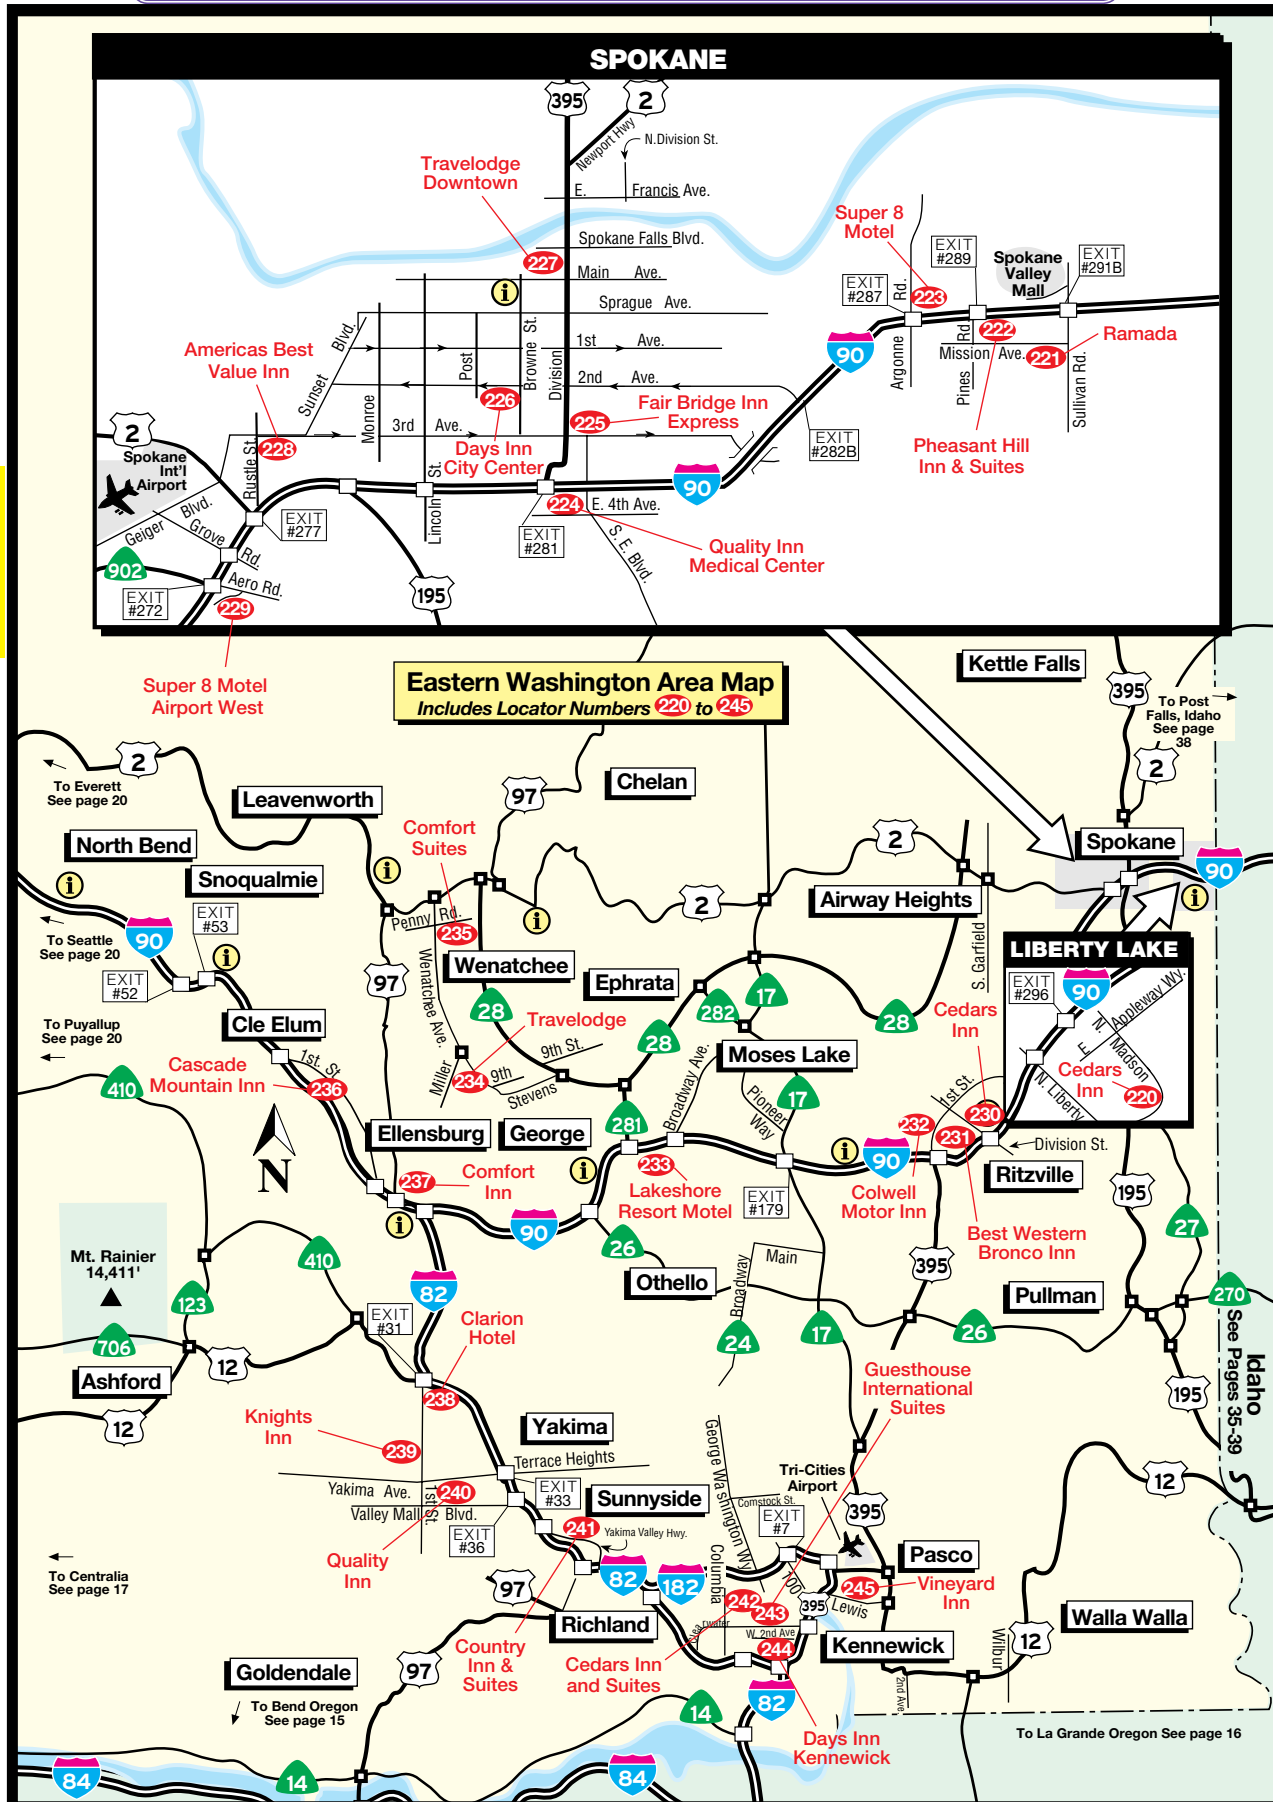 SPOKANE
395
2
Newport Hwy
N.Division St.
Travelodge
Downtown
E. Francis Ave.
Super 8
Motel
Spokane Falls Blvd.
EXIT
#289
Spokane
Valley
Mall
EXIT
#291B
227
Main Ave.
EXIT
#287
Rd.
223
i
Sprague Ave.
Americas Best
Value Inn
Blvd.
Sunset
Post
Browne St.
1st Ave.
90
Rd.
222
Mission Ave.
221
Ramada
Division
2nd Ave.
Argonne
Pines
Sullivan Rd.
226
Fair Bridge Inn
Express
225
Monroe
3rd Ave.
2
228
Days Inn
City Center
EXIT
#282B
Pheasant Hill
Inn & Suites
Spokane
Int'l
Airport
Rustle St.
St.
Lincoln
90
Geiger Blvd.
Grove Rd.
EXIT
#277
224
E. 4th Ave.
EXIT
#281
S. E. Blvd.
Quality Inn
Medical Center
902
Aero Rd.
EXIT
#272
229
195
Super 8 Motel
Airport West
Eastern Washington Area Map
Includes Locator Numbers 220 to 245
Kettle Falls
395
To Post
Falls, Idaho
See page
38
2
2
To Everett
See page 20
Leavenworth
97
Chelan
North Bend
Comfort
Suites
2
Spokane
90
Snoqualmie
i
i
EXIT
#53
2
Airway Heights
i
90
To Seattle
See page 20
Penny Rd.
235
i
i
S. Garfield
LIBERTY LAKE
EXIT
#52
97
Wenatchee Ave.
Wenatchee
Ephrata
EXIT
#296
90
Appleway Wy.
E.
N.
Madson
28
282
17
28
Cedars
Inn
To Puyallup
See page 20
Cle Elum
Travelodge
28
Moses Lake
Cedars
Inn
220
N. Liberty
410
Cascade
Mountain Inn
1st. St
236
Miller
234
9th St.
9th
Stevens
Broadway Ave.
Pioneer
Way
17
1st St.
230
N
Ellensburg
George
281
232
231
Division St.
237
Comfort
Inn
i
233
Lakeshore
Resort Motel
i
90
Colwell
Motor Inn
Ritzville
EXIT
#179
195
27
i
90
26
Best Western
Bronco Inn
Mt. Rainier
14,411'
410
82
Othello
Main
Broadway
395
Pullman
270
123
706
EXIT
#31
Clarion
Hotel
24
17
26
See Pages 35-39
Idaho
Ashford
12
12
238
Guesthouse
International
Suites
195
Knights
Inn
239
Yakima
Terrace Heights
George Washington Wy.
Tri-Cities
Airport
12
Yakima Ave.
1st St.
240
EXIT
#33
Sunnyside
Comstock St.
EXIT
#7
395
Valley Mall Blvd.
EXIT
#36
241
Yakima Valley Hwy.
Quality
Inn
To Centralia
See page 17
97
82
182
Columbia
100
Pasco
245
Vineyard
Inn
242
243
395
Lewis
Richland
W. 2nd Ave
244
Kennewick
Walla Walla
12
Wilbur
2nd Ave.
Country
Inn &
Suites
Cedars Inn
and Suites
Goldendale
97
To Bend Oregon
See page 15
14
82
Days Inn
Kennewick
To La Grande Oregon See page 16
84
14
84